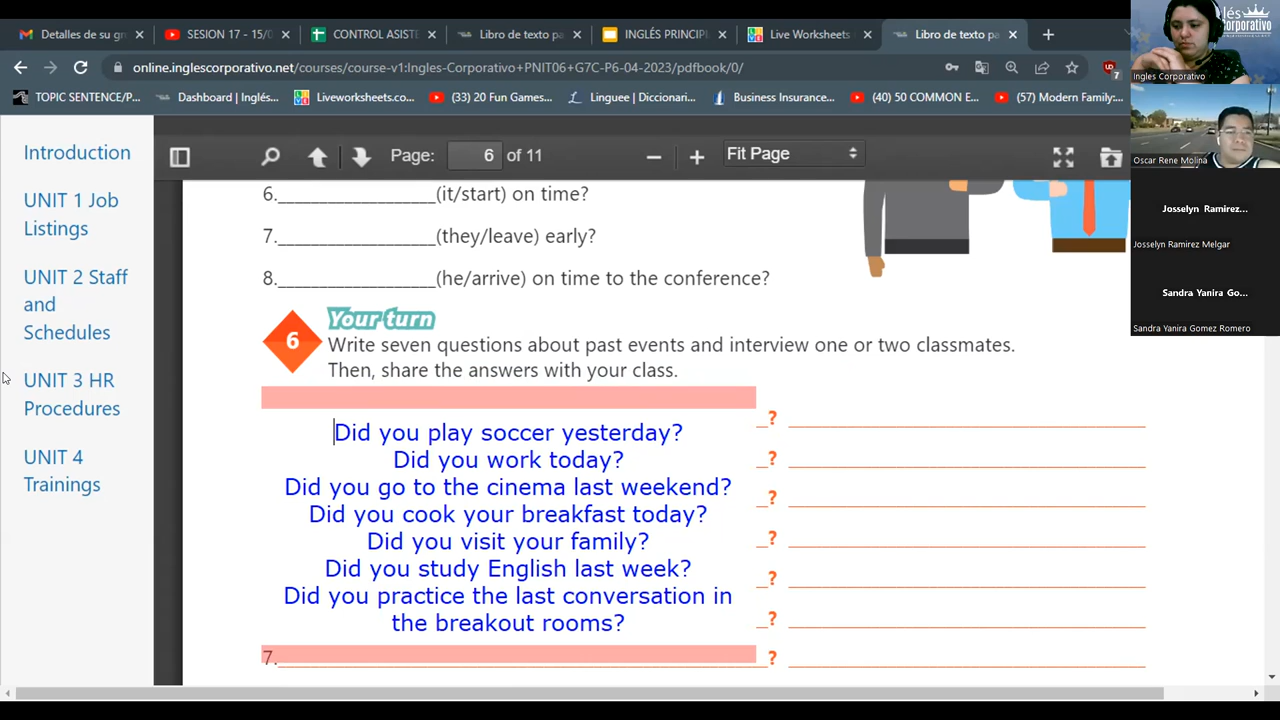 Detalles de su gn
SESION 17 - 15/0
CONTROL ASISTE
Libro de texto pa
INGLÉS PRINCIPI
Live Worksheets
Libro de texto pa
online.inglescorporativo.net/courses/course-v1:Ingles-Corporativo+PNIT06+G7C-P6-04-2023/pdfbook/0/
7
TOPIC SENTENCE/P...
Dashboard | Inglés...
Liveworksheets.co...
(33) 20 Fun Games...
Linguee | Diccionari...
Business Insurance...
(40) 50 COMMON E...
(57) Modern Family:...
Introduction
UNIT 1 Job
Listings
UNIT 2 Staff
and
Schedules
UNIT 3 HR
Procedures
UNIT 4
Trainings
Page: 6 of 11
Fit Page
6.__________________(it/start) on time?
7.__________________(they/leave) early?
8.__________________(he/arrive) on time to the conference?
6
Your turn
Write seven questions about past events and interview one or two classmates.
Then, share the answers with your class.
Did you play soccer yesterday?
Did you work today?
Did you go to the cinema last weekend?
Did you cook your breakfast today?
Did you visit your family?
Did you study English last week?
Did you practice the last conversation in
the breakout rooms?
_?
_?
_?
_?
_?
_?
7. ?
lés
Corporativo
Ingles Corporativo
Oscar Rene Molina
Josselyn Ramirez...
Josselyn Ramirez Melgar
Sandra Yanira Go...
Sandra Yanira Gomez Romero